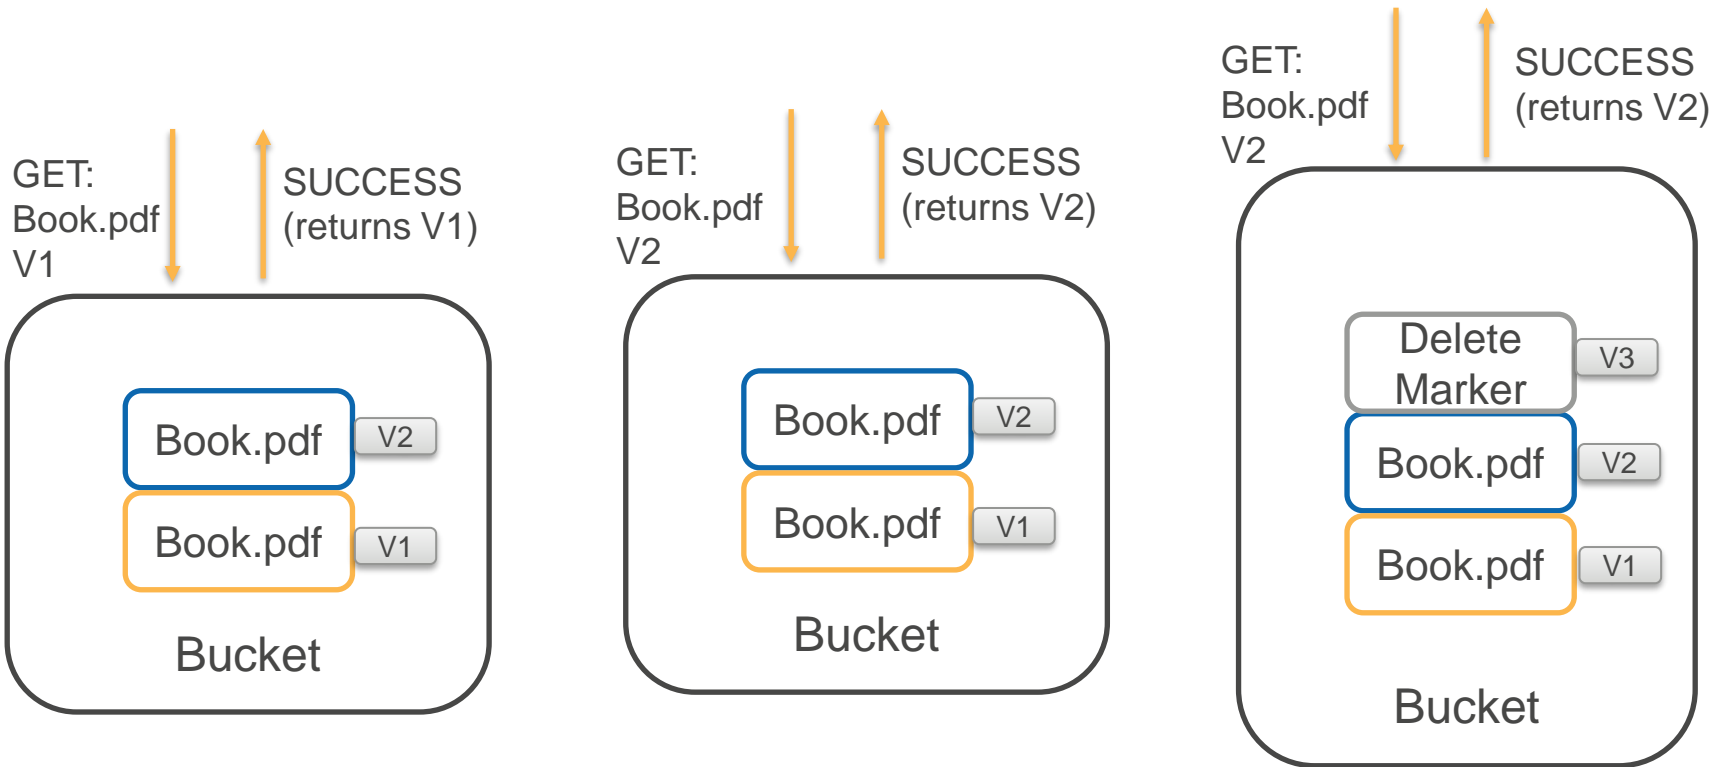 GET:
Book.pdf
V1
SUCCESS
(returns V1)
Book.pdf
V2
Book.pdf
V1
Bucket
GET:
Book.pdf
V2
SUCCESS
(returns V2)
Book.pdf
V2
Book.pdf
V1
Bucket
GET:
Book.pdf
V2
SUCCESS
(returns V2)
Delete
Marker
V3
Book.pdf
V2
Book.pdf
V1
Bucket